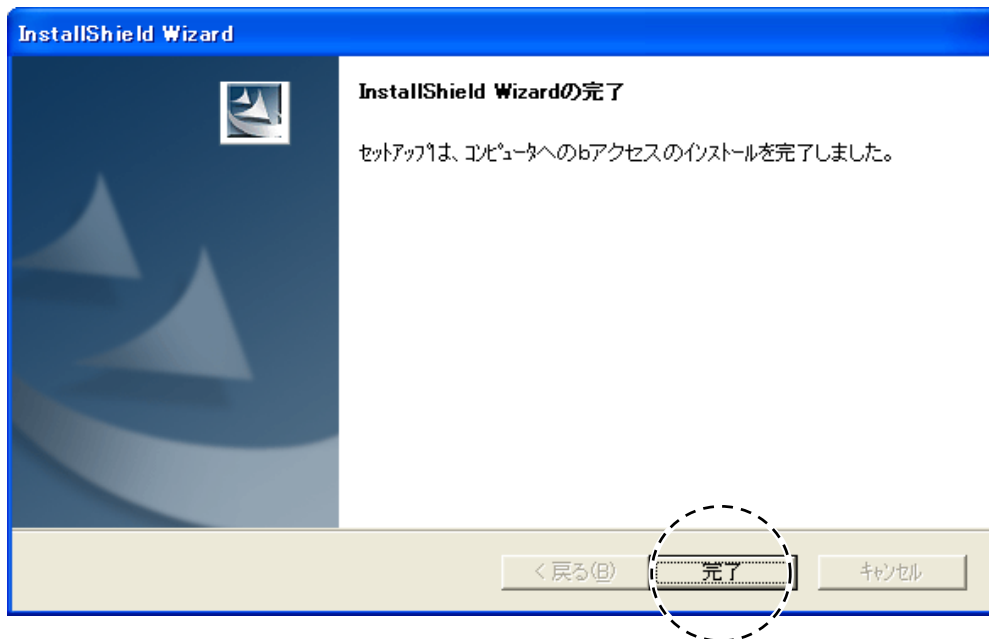 InstallShield Wizard
InstallShield Wizardの完了
セットアップは、コンピュータへのbアクセスのインストールを完了しました。
< 戻る(B)
完了
キャンセル